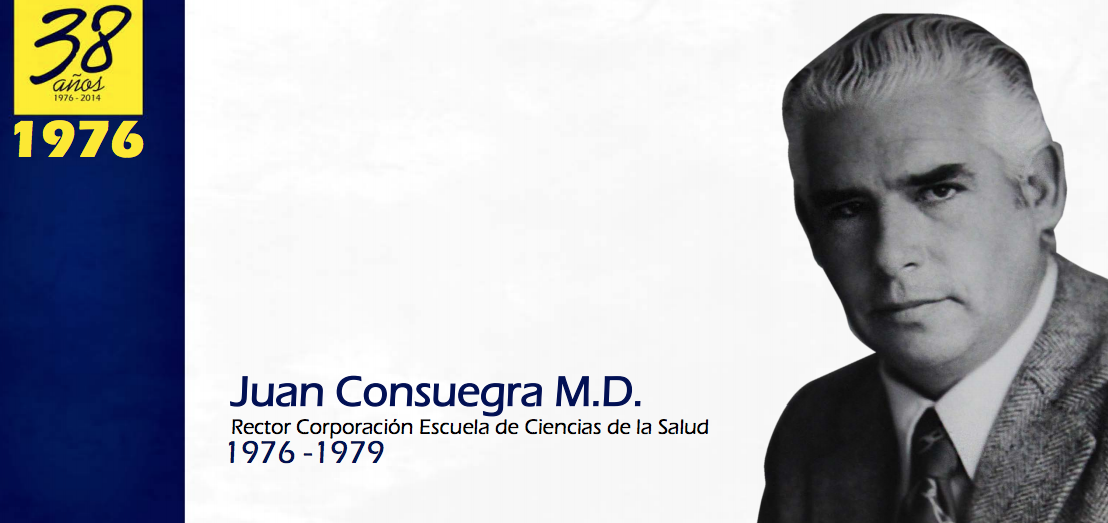 38
años
1976 - 2014
1976
Juan Consuegra M.D.
Rector Corporación Escuela de Ciencias de la Salud
1976 -1979